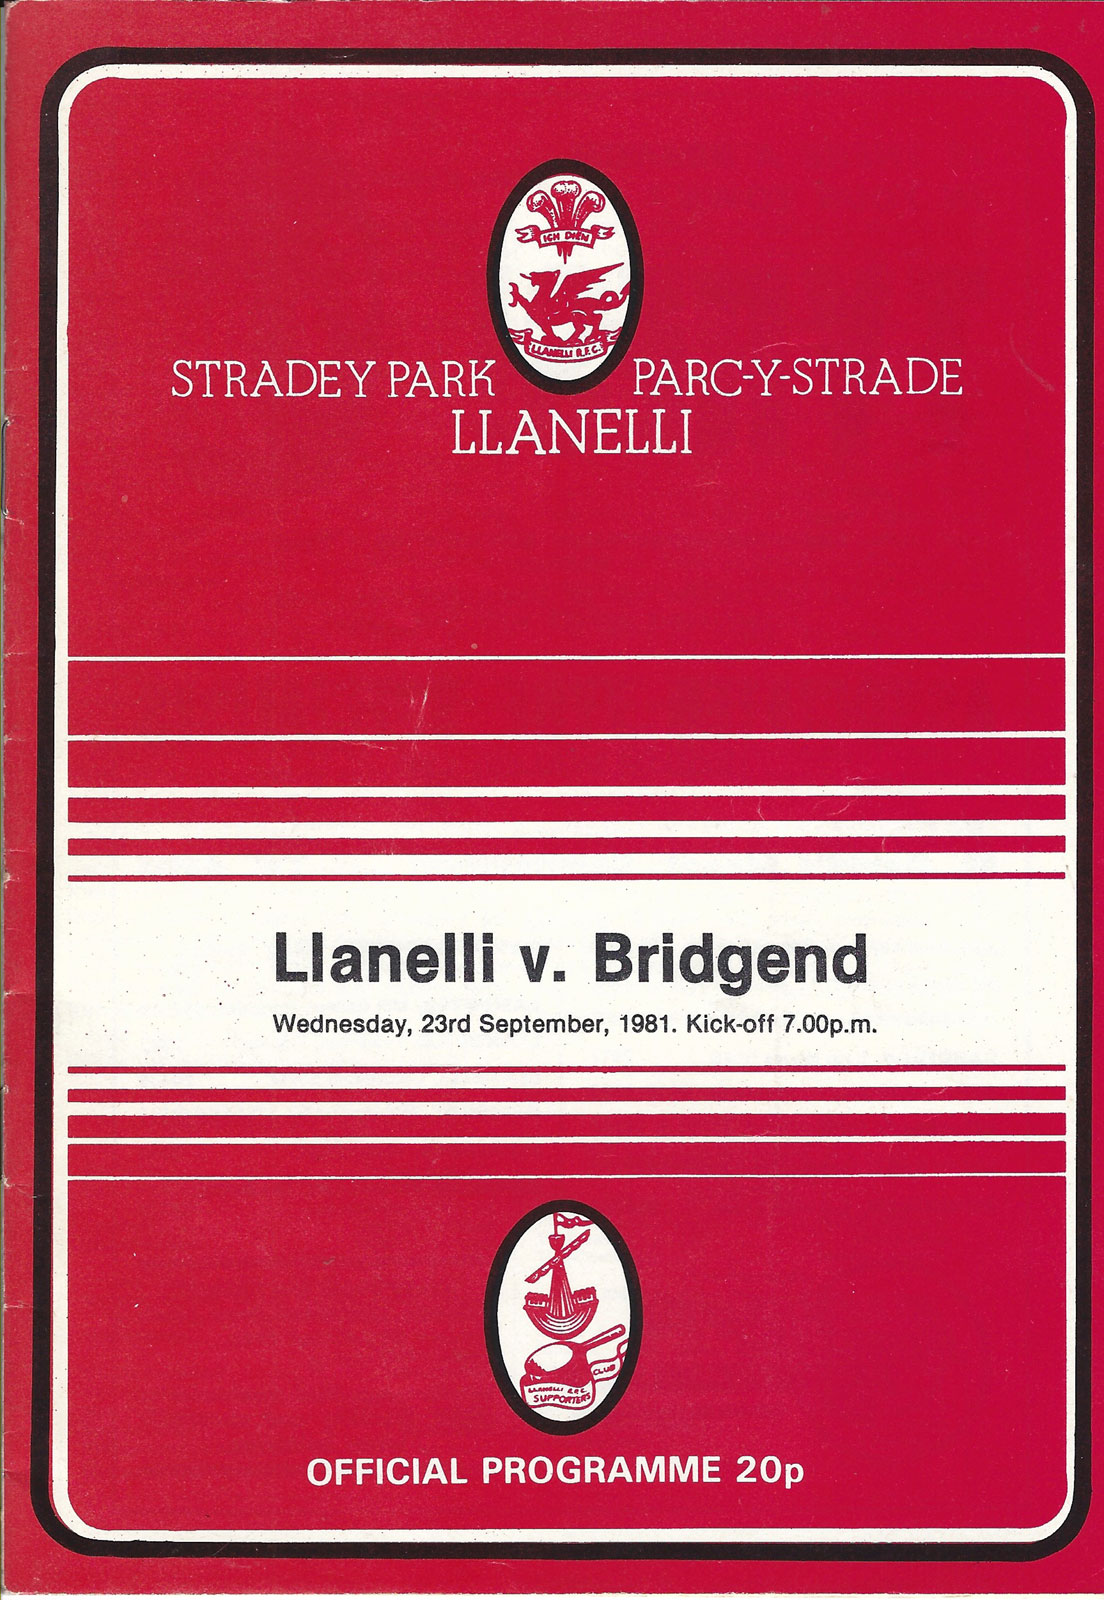 ICH DIEN
LLANELLI R.F.C.
STRADEY PARK PARC-Y-STRADE
LLANELLI
Llanelli v. Bridgend
Wednesday, 23rd September, 1981. Kick-off 7.00p.m.
CLUB
LLANELLI R.F.C.
SUPPORTERS
OFFICIAL PROGRAMME 20p